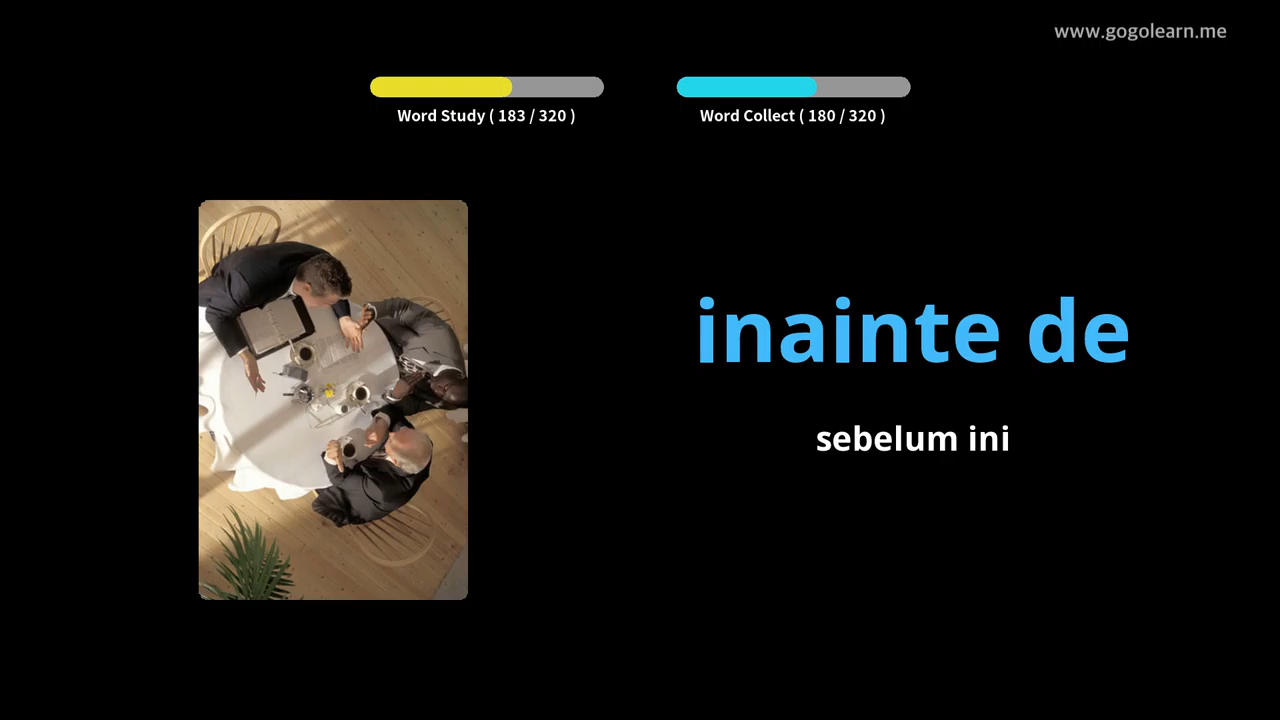 www.gogolearn.me
Word Study ( 183 / 320 )
Word Collect ( 180 / 320 )
inainte de
sebelum ini